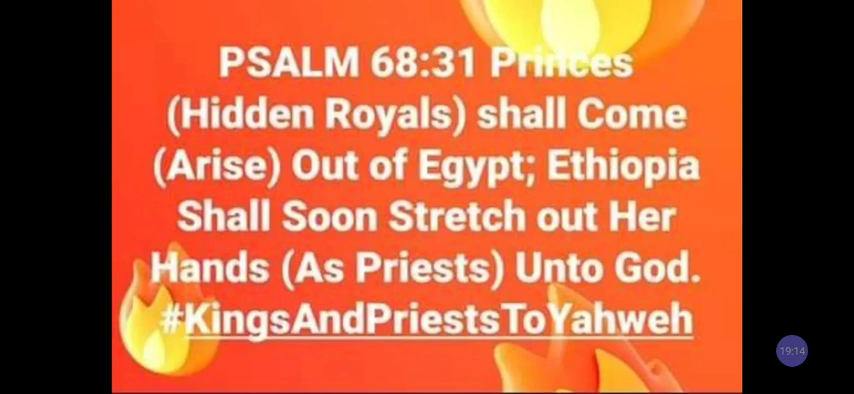 PSALM 68:31 Princes
(Hidden Royals) shall Come
(Arise) Out of Egypt; Ethiopia
Shall Soon Stretch out Her
Hands (As Priests) Unto God.
#KingsAndPriestsToYahweh
19:14